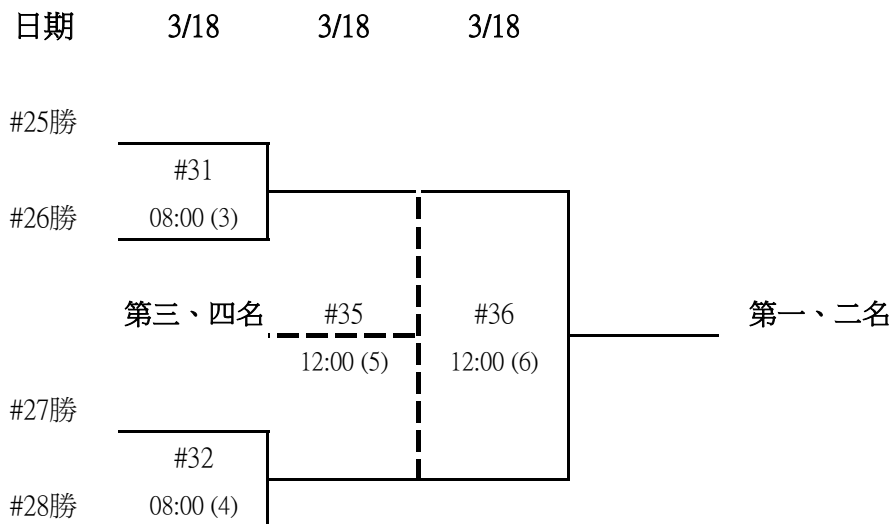 日期 3/18 3/18 3/18
#25勝
#31
#26勝 08:00 (3)
第三、四名 #35 #36 第一、二名
12:00 (5) 12:00 (6)
#27勝
#32
#28勝 08:00 (4)